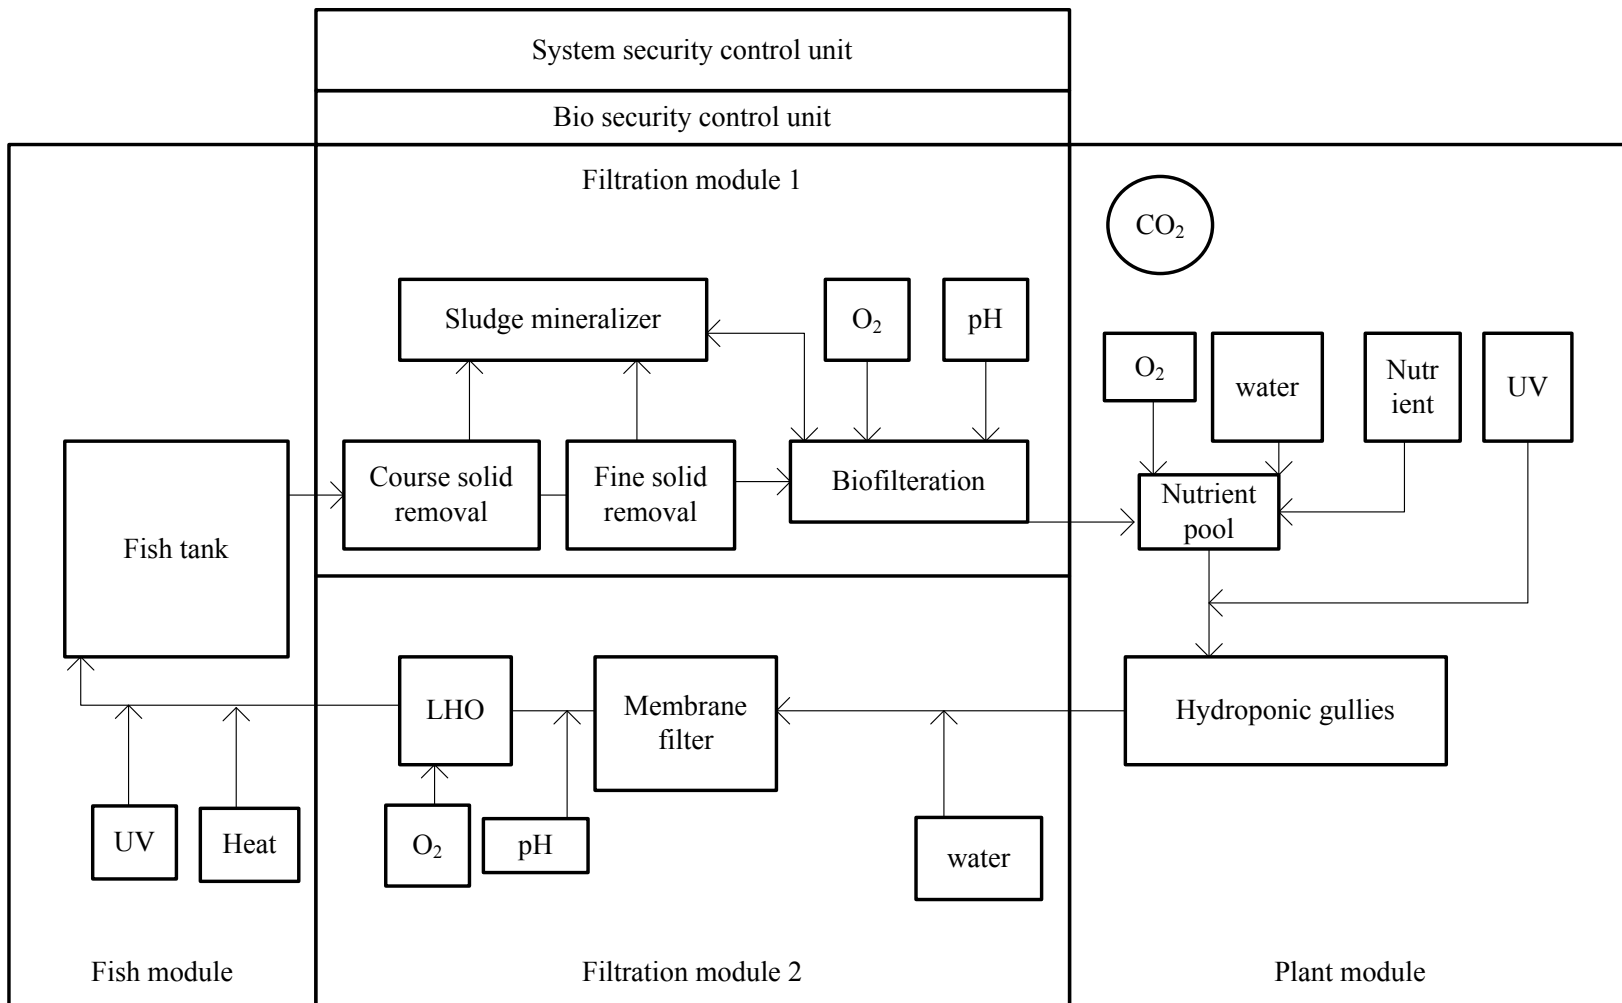 System security control unit
Bio security control unit
Filtration module 1
CO₂
Sludge mineralizer
O₂
pH
O₂
water
Nutr
ient
UV
Fish tank
Course solid
removal
Fine solid
removal
Biofilteration
Nutrient
pool
LHO
Membrane
filter
Hydroponic gullies
UV
Heat
O₂
pH
water
Fish module
Filtration module 2
Plant module